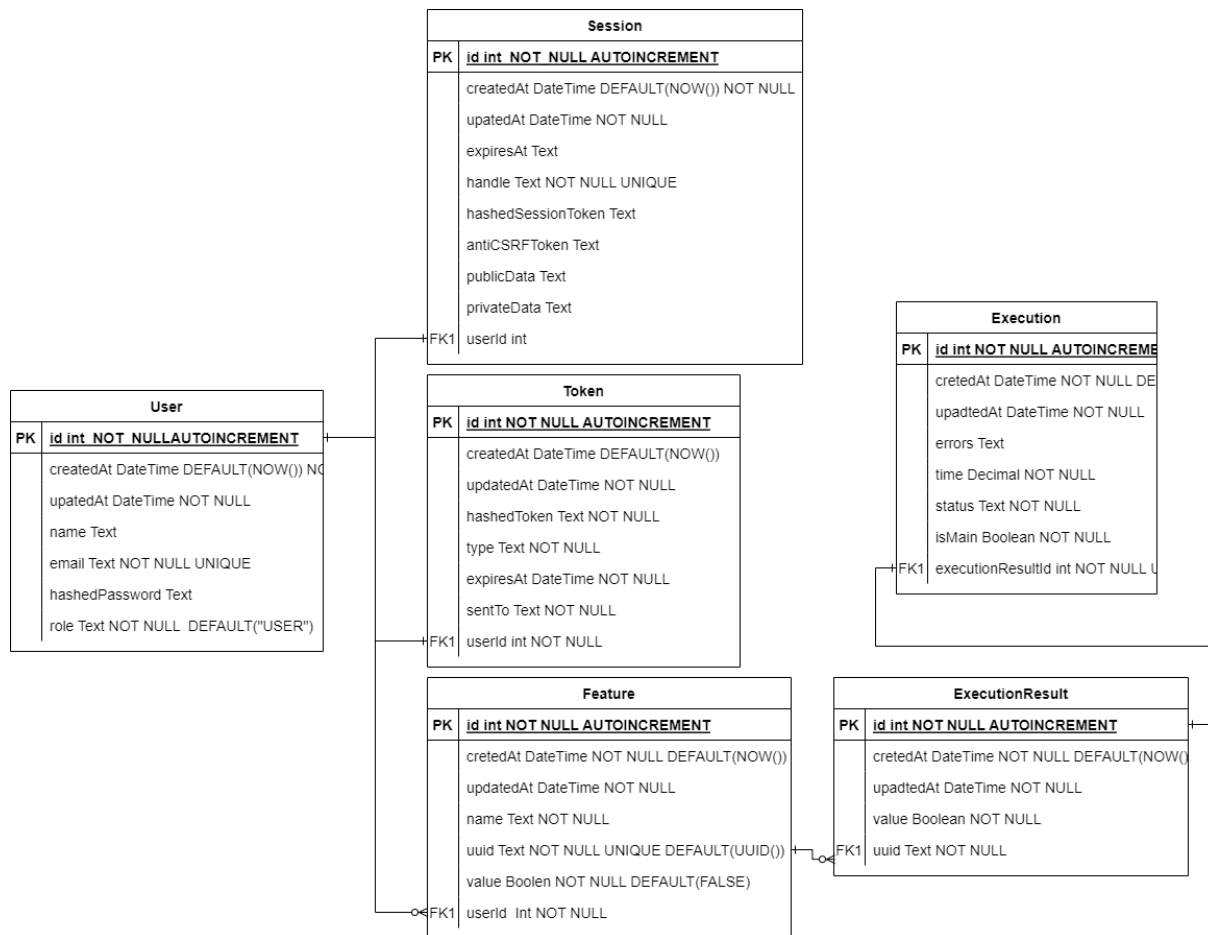 Session
PK id int NOT NULL AUTOINCREMENT
createdAt DateTime DEFAULT(NOW()) NOT NULL
upatedAt DateTime NOT NULL
expiresAt Text
handle Text NOT NULL UNIQUE
hashedSessionToken Text
antiCSRFToken Text
publicData Text
privateData Text
FK1 userId int
User
PK id int NOT NULLAUTOINCREMENT
createdAt DateTime DEFAULT(NOW()) NO
upatedAt DateTime NOT NULL
name Text
email Text NOT NULL UNIQUE
hashedPassword Text
role Text NOT NULL DEFAULT("USER")
Token
PK id int NOT NULL AUTOINCREMENT
createdAt DateTime DEFAULT(NOW())
updatedAt DateTime NOT NULL
hashedToken Text NOT NULL
type Text NOT NULL
expiresAt DateTime NOT NULL
sentTo Text NOT NULL
FK1 userId int NOT NULL
Feature
PK id int NOT NULL AUTOINCREMENT
cretedAt DateTime NOT NULL DEFAULT(NOW())
updatedAt DateTime NOT NULL
name Text NOT NULL
uuid Text NOT NULL UNIQUE DEFAULT(UUID())
value Boolen NOT NULL DEFAULT(FALSE)
FK1 userId Int NOT NULL
Execution
PK id int NOT NULL AUTOINCREME
cretedAt DateTime NOT NULL DE
upadtedAt DateTime NOT NULL
errors Text
time Decimal NOT NULL
status Text NOT NULL
isMain Boolean NOT NULL
FK1 executionResultId int NOT NULL U
ExecutionResult
PK id int NOT NULL AUTOINCREMENT
cretedAt DateTime NOT NULL DEFAULT(NOW()
upadtedAt DateTime NOT NULL
value Boolean NOT NULL
FK1 uuid Text NOT NULL